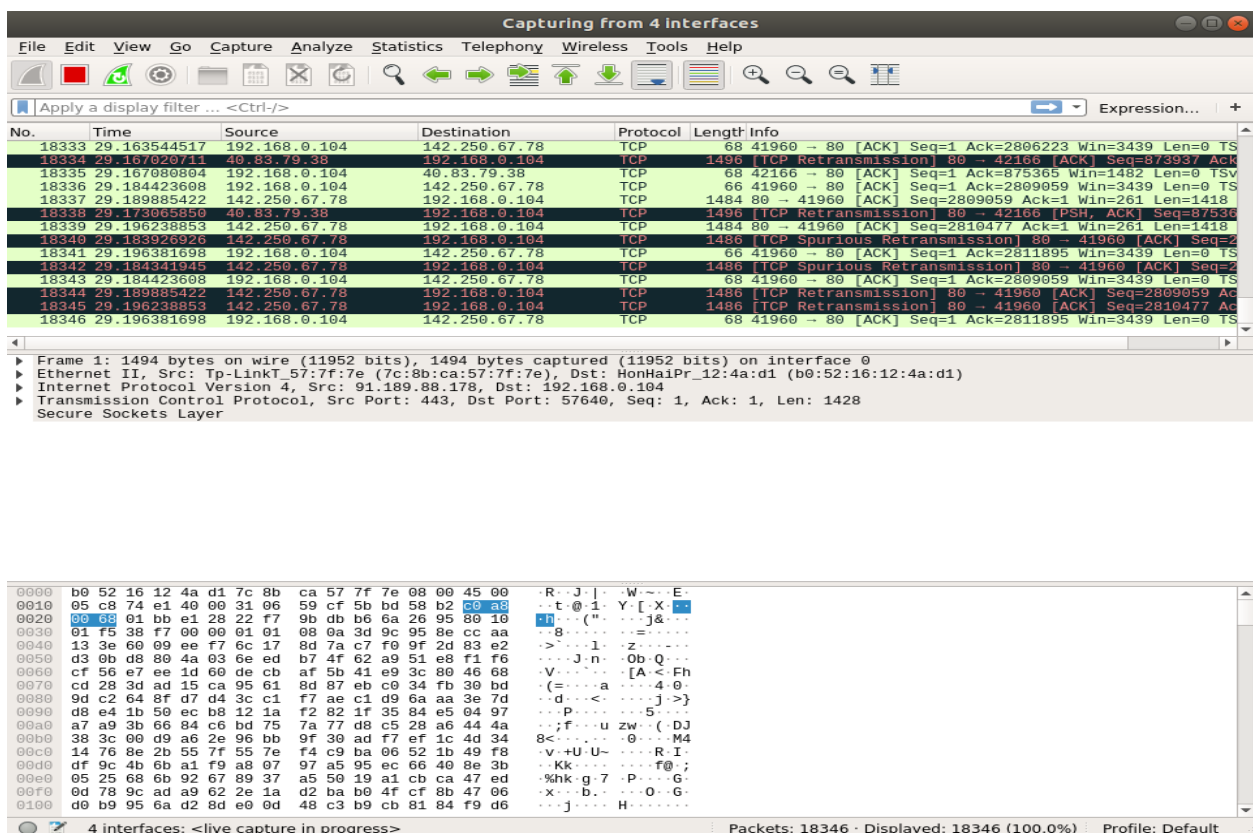 Capturing from 4 interfaces
File Edit View Go Capture Analyze Statistics Telephony Wireless Tools Help
Apply a display filter ... <Ctrl-/> Expression... +
No. Time Source Destination Protocol Length Info
18333 29.163544517 192.168.0.104 142.250.67.78 TCP 68 41960 → 80 [ACK] Seq=1 Ack=2806223 Win=3439 Len=0 TS
18334 29.167020711 40.83.79.38 192.168.0.104 TCP 1496 [TCP Retransmission] 80 → 42166 [ACK] Seq=873937 Ack
18335 29.167080804 192.168.0.104 40.83.79.38 TCP 68 42166 → 80 [ACK] Seq=1 Ack=875365 Win=1482 Len=0 TSv
18336 29.184423608 192.168.0.104 142.250.67.78 TCP 66 41960 → 80 [ACK] Seq=1 Ack=2809059 Win=3439 Len=0 TS
18337 29.189885422 142.250.67.78 192.168.0.104 TCP 1484 80 → 41960 [ACK] Seq=2809059 Ack=1 Win=261 Len=1418
18338 29.173065850 40.83.79.38 192.168.0.104 TCP 1496 [TCP Retransmission] 80 → 42166 [PSH, ACK] Seq=87536
18339 29.196238853 142.250.67.78 192.168.0.104 TCP 1484 80 → 41960 [ACK] Seq=2810477 Ack=1 Win=261 Len=1418
18340 29.183926926 142.250.67.78 192.168.0.104 TCP 1486 [TCP Spurious Retransmission] 80 → 41960 [ACK] Seq=2
18341 29.196381698 192.168.0.104 142.250.67.78 TCP 66 41960 → 80 [ACK] Seq=1 Ack=2811895 Win=3439 Len=0 TS
18342 29.184341945 142.250.67.78 192.168.0.104 TCP 1486 [TCP Spurious Retransmission] 80 → 41960 [ACK] Seq=2
18343 29.184423608 192.168.0.104 142.250.67.78 TCP 68 41960 → 80 [ACK] Seq=1 Ack=2809059 Win=3439 Len=0 TS
18344 29.189885422 142.250.67.78 192.168.0.104 TCP 1486 [TCP Retransmission] 80 → 41960 [ACK] Seq=2809059 Ac
18345 29.196238853 142.250.67.78 192.168.0.104 TCP 1486 [TCP Retransmission] 80 → 41960 [ACK] Seq=2810477 Ac
18346 29.196381698 192.168.0.104 142.250.67.78 TCP 68 41960 → 80 [ACK] Seq=1 Ack=2811895 Win=3439 Len=0 TS
Frame 1: 1494 bytes on wire (11952 bits), 1494 bytes captured (11952 bits) on interface 0
Ethernet II, Src: Tp-LinkT_57:7f:7e (7c:8b:ca:57:7f:7e), Dst: HonHaiPr_12:4a:d1 (b0:52:16:12:4a:d1)
Internet Protocol Version 4, Src: 91.189.88.178, Dst: 192.168.0.104
Transmission Control Protocol, Src Port: 443, Dst Port: 57640, Seq: 1, Ack: 1, Len: 1428
Secure Sockets Layer
0000 b0 52 16 12 4a d1 7c 8b ca 57 7f 7e 08 00 45 00 ·R··J·|· ·W·~··E·
0010 05 c8 74 e1 40 00 31 06 59 cf 5b bd 58 b2 c0 a8 ··t·@·1· Y·[·X···
0020 00 68 01 bb e1 28 22 f7 9b db b6 6a 26 95 80 10 ·h···("· ···j&···
0030 01 f5 38 f7 00 00 01 01 08 0a 3d 9c 95 8e cc aa ··8····· ··=·····
0040 13 3e 60 09 ee f7 6c 17 8d 7a c7 f0 9f 2d 83 e2 ·>`···l· ·z···-··
0050 d3 0b d8 80 4a 03 6e ed b7 4f 62 a9 51 e8 f1 f6 ····J·n· ·Ob·Q···
0060 cf 56 e7 ee 1d 60 de cb af 5b 41 e9 3c 80 46 68 ·V···`·· ·[A·<·Fh
0070 cd 28 3d ad 15 ca 95 61 8d 87 eb c0 34 fb 30 bd ·(=····a ····4·0·
0080 9d c2 64 8f d7 d4 3c c1 f7 ae c1 d9 6a aa 3e 7d ··d···<· ····j·>}
0090 d8 e4 1b 50 ec b8 12 1a f2 82 1f 35 84 e5 04 97 ···P···· ···5····
00a0 a7 a9 3b 66 84 c6 bd 75 7a 77 d8 c5 28 a6 44 4a ··;f···u zw··(·DJ
00b0 38 3c 00 d9 a6 2e 96 bb 9f 30 ad f7 ef 1c 4d 34 8<···.·· ·0····M4
00c0 14 76 8e 2b 55 7f 55 7e f4 c9 ba 06 52 1b 49 f8 ·v·+U·U~ ····R·I·
00d0 df 9c 4b 6b a1 f9 a8 07 97 a5 95 ec 66 40 8e 3b ··Kk···· ····f@·;
00e0 05 25 68 6b 92 67 89 37 a5 50 19 a1 cb ca 47 ed ·%hk·g·7 ·P····G·
00f0 0d 78 9c ad a9 62 2e 1a d2 ba b0 4f cf 8b 47 06 ·x···b.· ···O··G·
0100 d0 b9 95 6a d2 8d e0 0d 48 c3 b9 cb 81 84 f9 d6 ···j···· H·······
4 interfaces: <live capture in progress> Packets: 18346 · Displayed: 18346 (100.0%) Profile: Default